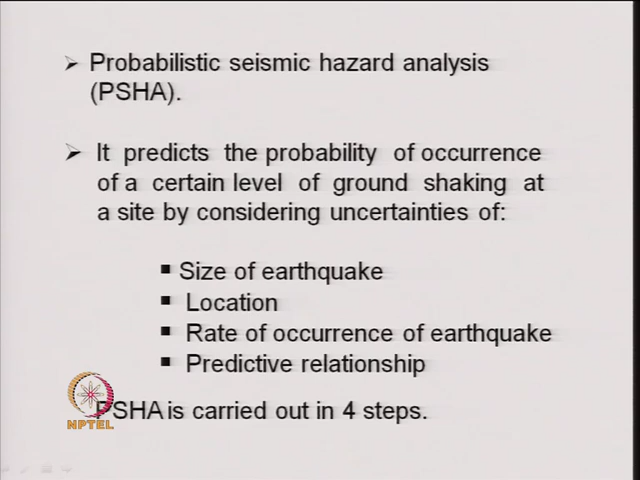 ➢ Probabilistic seismic hazard analysis
(PSHA).
➢ It predicts the probability of occurrence
of a certain level of ground shaking at
a site by considering uncertainties of:
▪ Size of earthquake
▪ Location
▪ Rate of occurrence of earthquake
▪ Predictive relationship
PSHA is carried out in 4 steps.
NPTEL